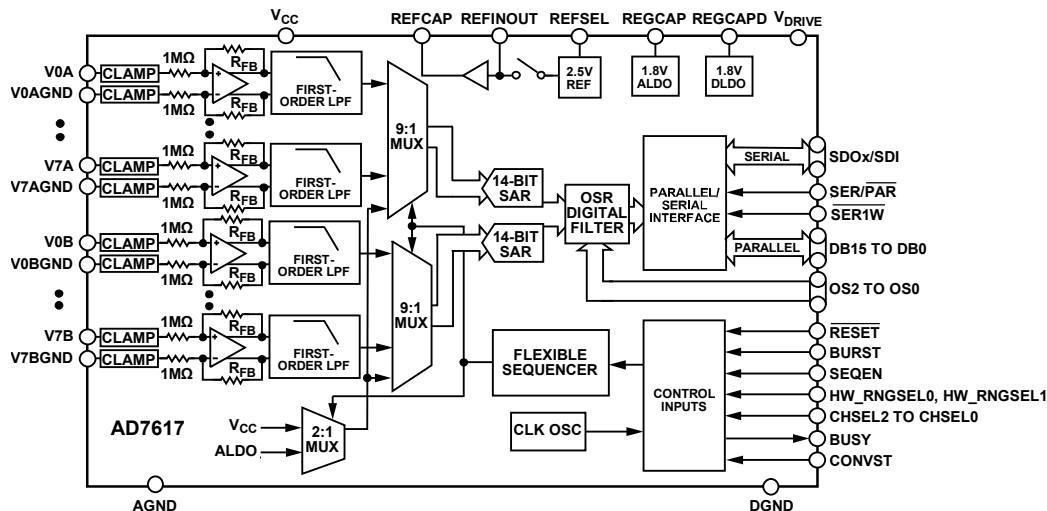 VCC
REFCAP
REFINOUT
REFSEL
REGCAP
REGCAPD
VDRIVE
V0A
CLAMP
1MΩ
RFB
V0AGND
CLAMP
1MΩ
RFB
FIRST-
ORDER LPF
2.5V
REF
1.8V
ALDO
1.8V
DLDO
V7A
CLAMP
1MΩ
RFB
V7AGND
CLAMP
1MΩ
RFB
FIRST-
ORDER LPF
9:1
MUX
14-BIT
SAR
14-BIT
SAR
OSR
DIGITAL
FILTER
PARALLEL/
SERIAL
INTERFACE
SERIAL
SDOx/SDI
SER/PAR
SER1W
PARALLEL
DB15 TO DB0
OS2 TO OS0
V0B
CLAMP
1MΩ
RFB
V0BGND
CLAMP
1MΩ
RFB
FIRST-
ORDER LPF
V7B
CLAMP
1MΩ
RFB
V7BGND
CLAMP
1MΩ
RFB
FIRST-
ORDER LPF
9:1
MUX
FLEXIBLE
SEQUENCER
CLK OSC
CONTROL
INPUTS
RESET
BURST
SEQEN
HW_RNGSEL0, HW_RNGSEL1
CHSEL2 TO CHSEL0
BUSY
CONVST
AD7617
VCC
ALDO
2:1
MUX
AGND
DGND